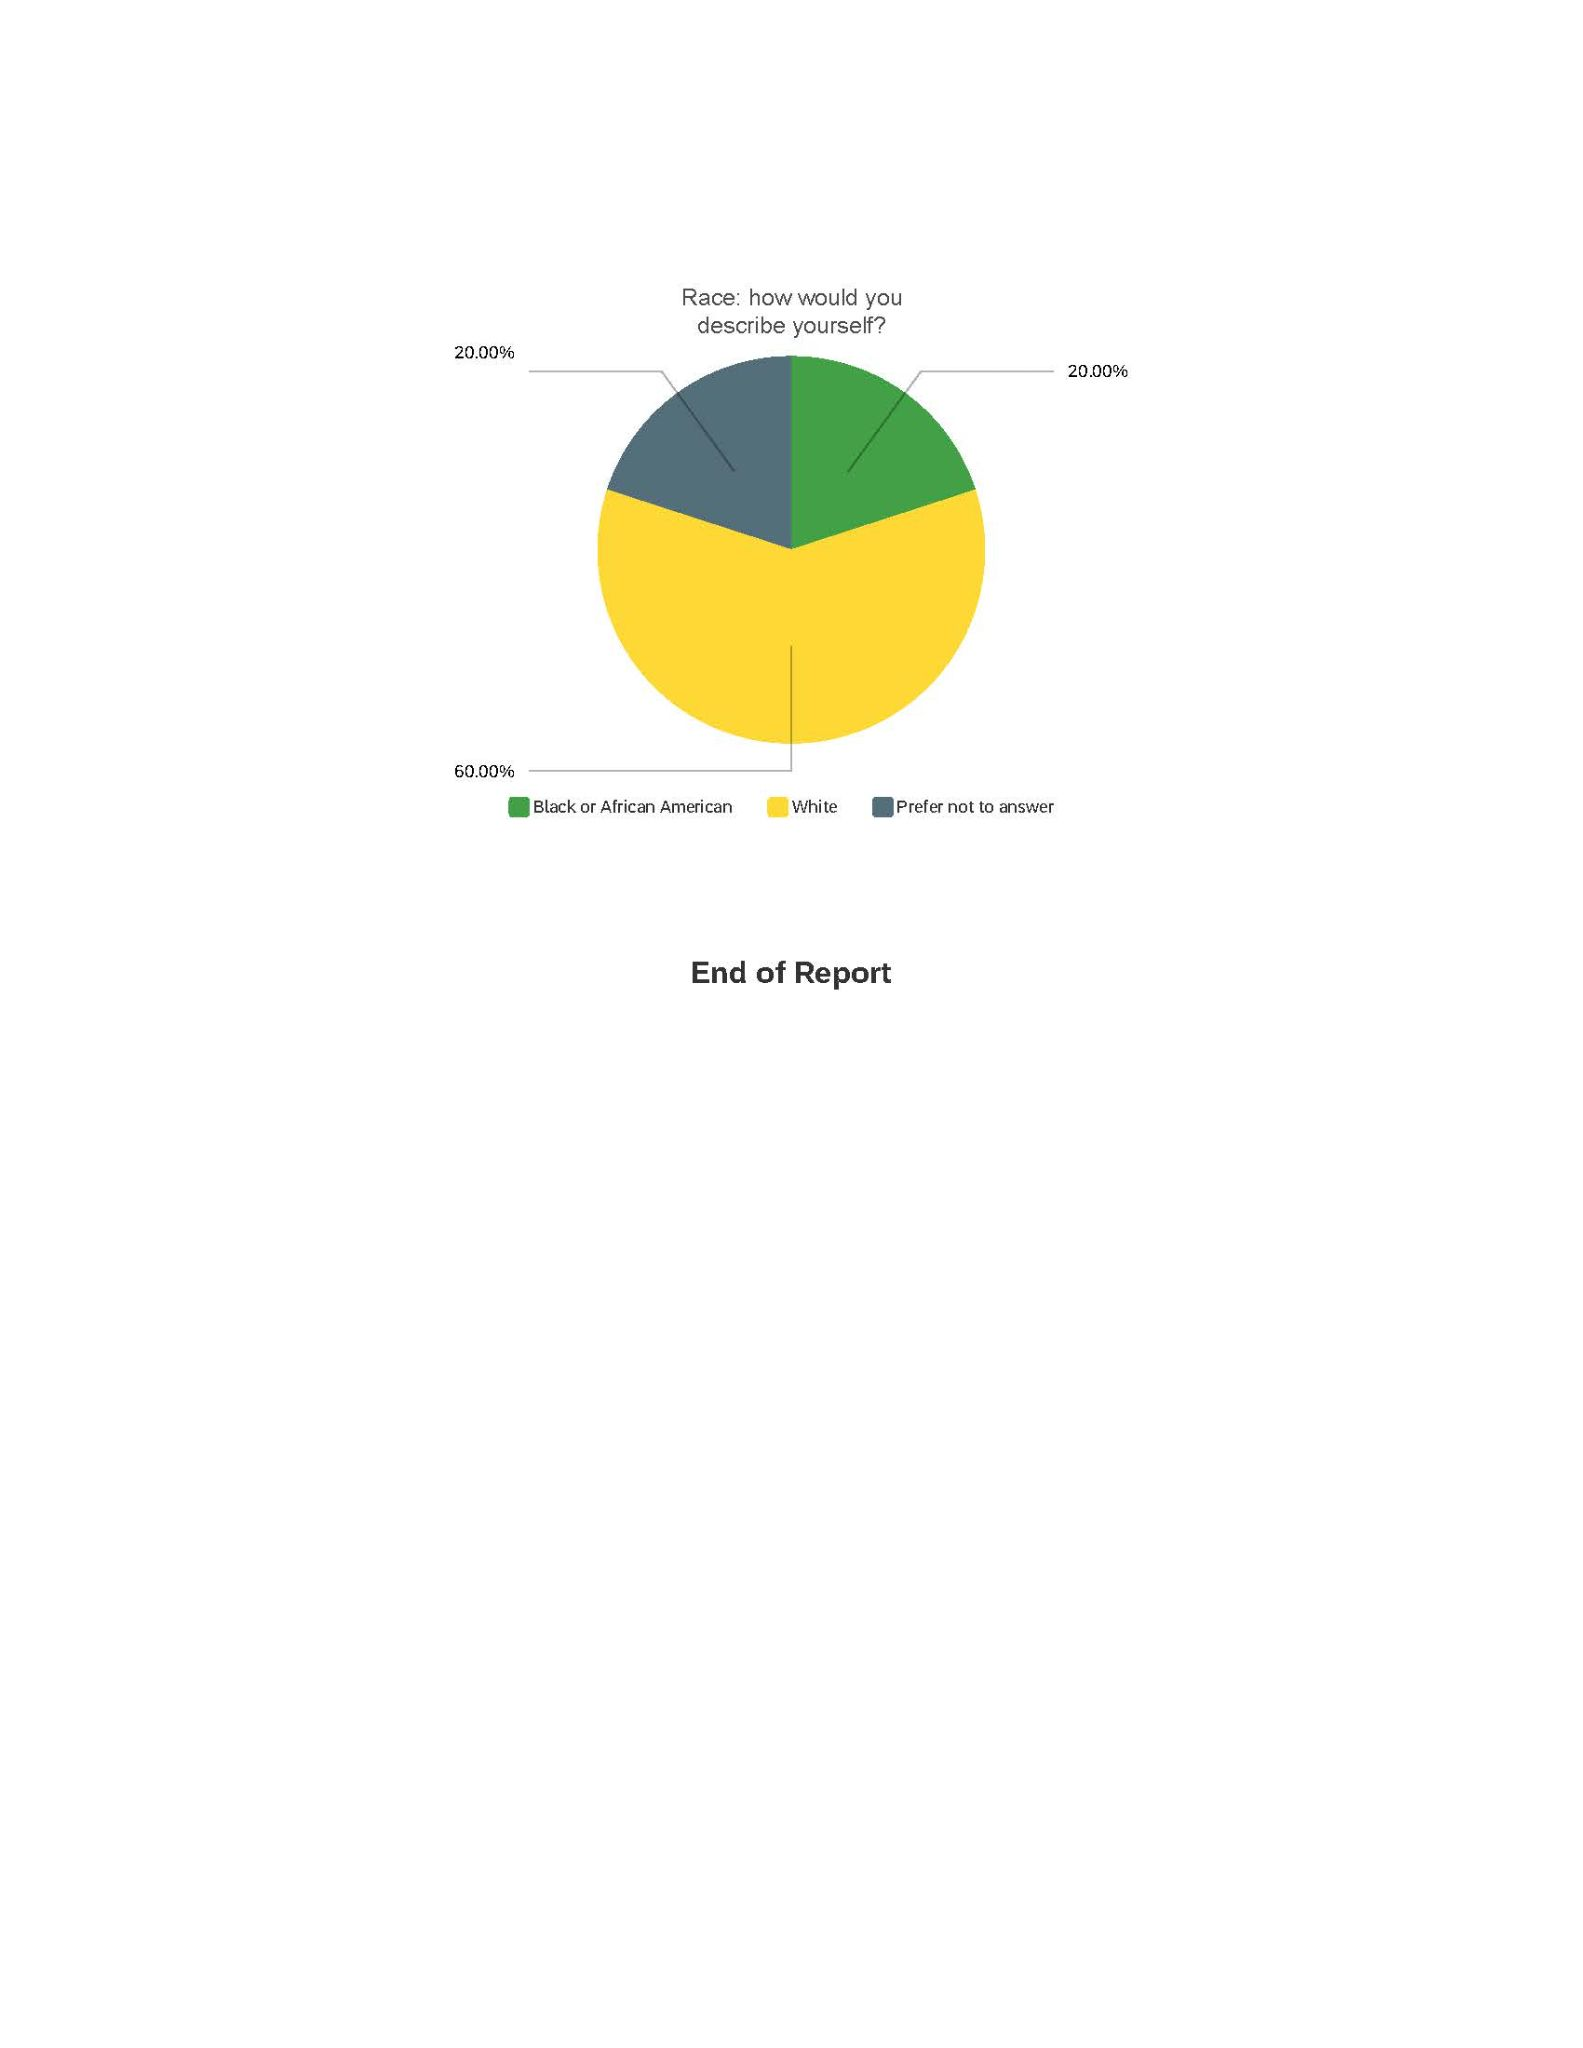 Race: how would you
describe yourself?
20.00%
20.00%
60.00%
Black or African American White Prefer not to answer
End of Report